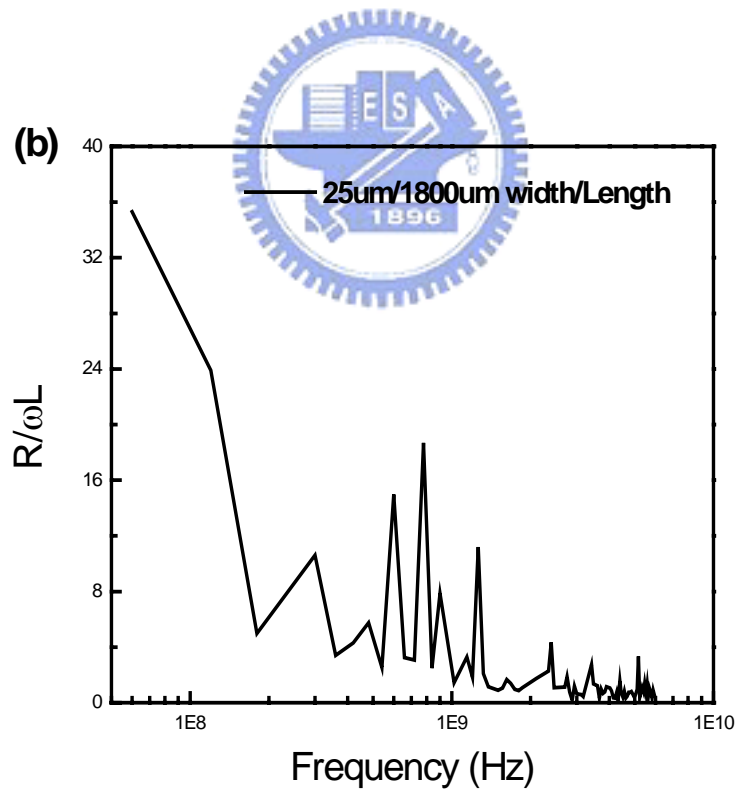 E S A
(b)
40
25um/1800um width/Length
1896
32
24
16
8
0
R/ωL
1E8
1E9
1E10
Frequency (Hz)